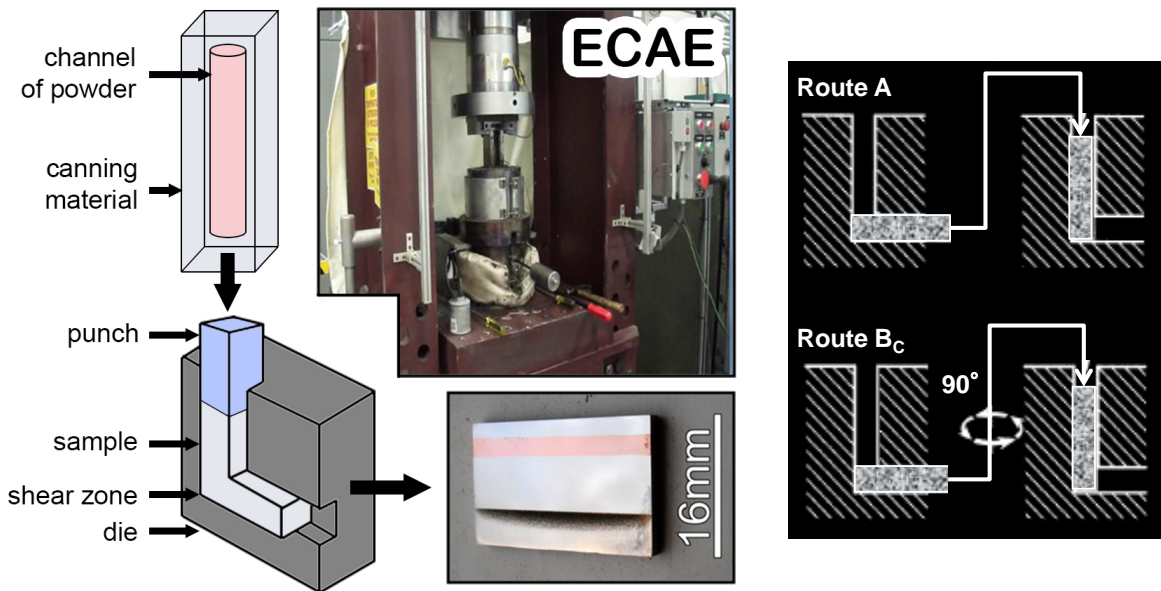 channel
of powder
canning
material
punch
sample
shear zone
die
ECAE
16mm
Route A
Route B_C
90°